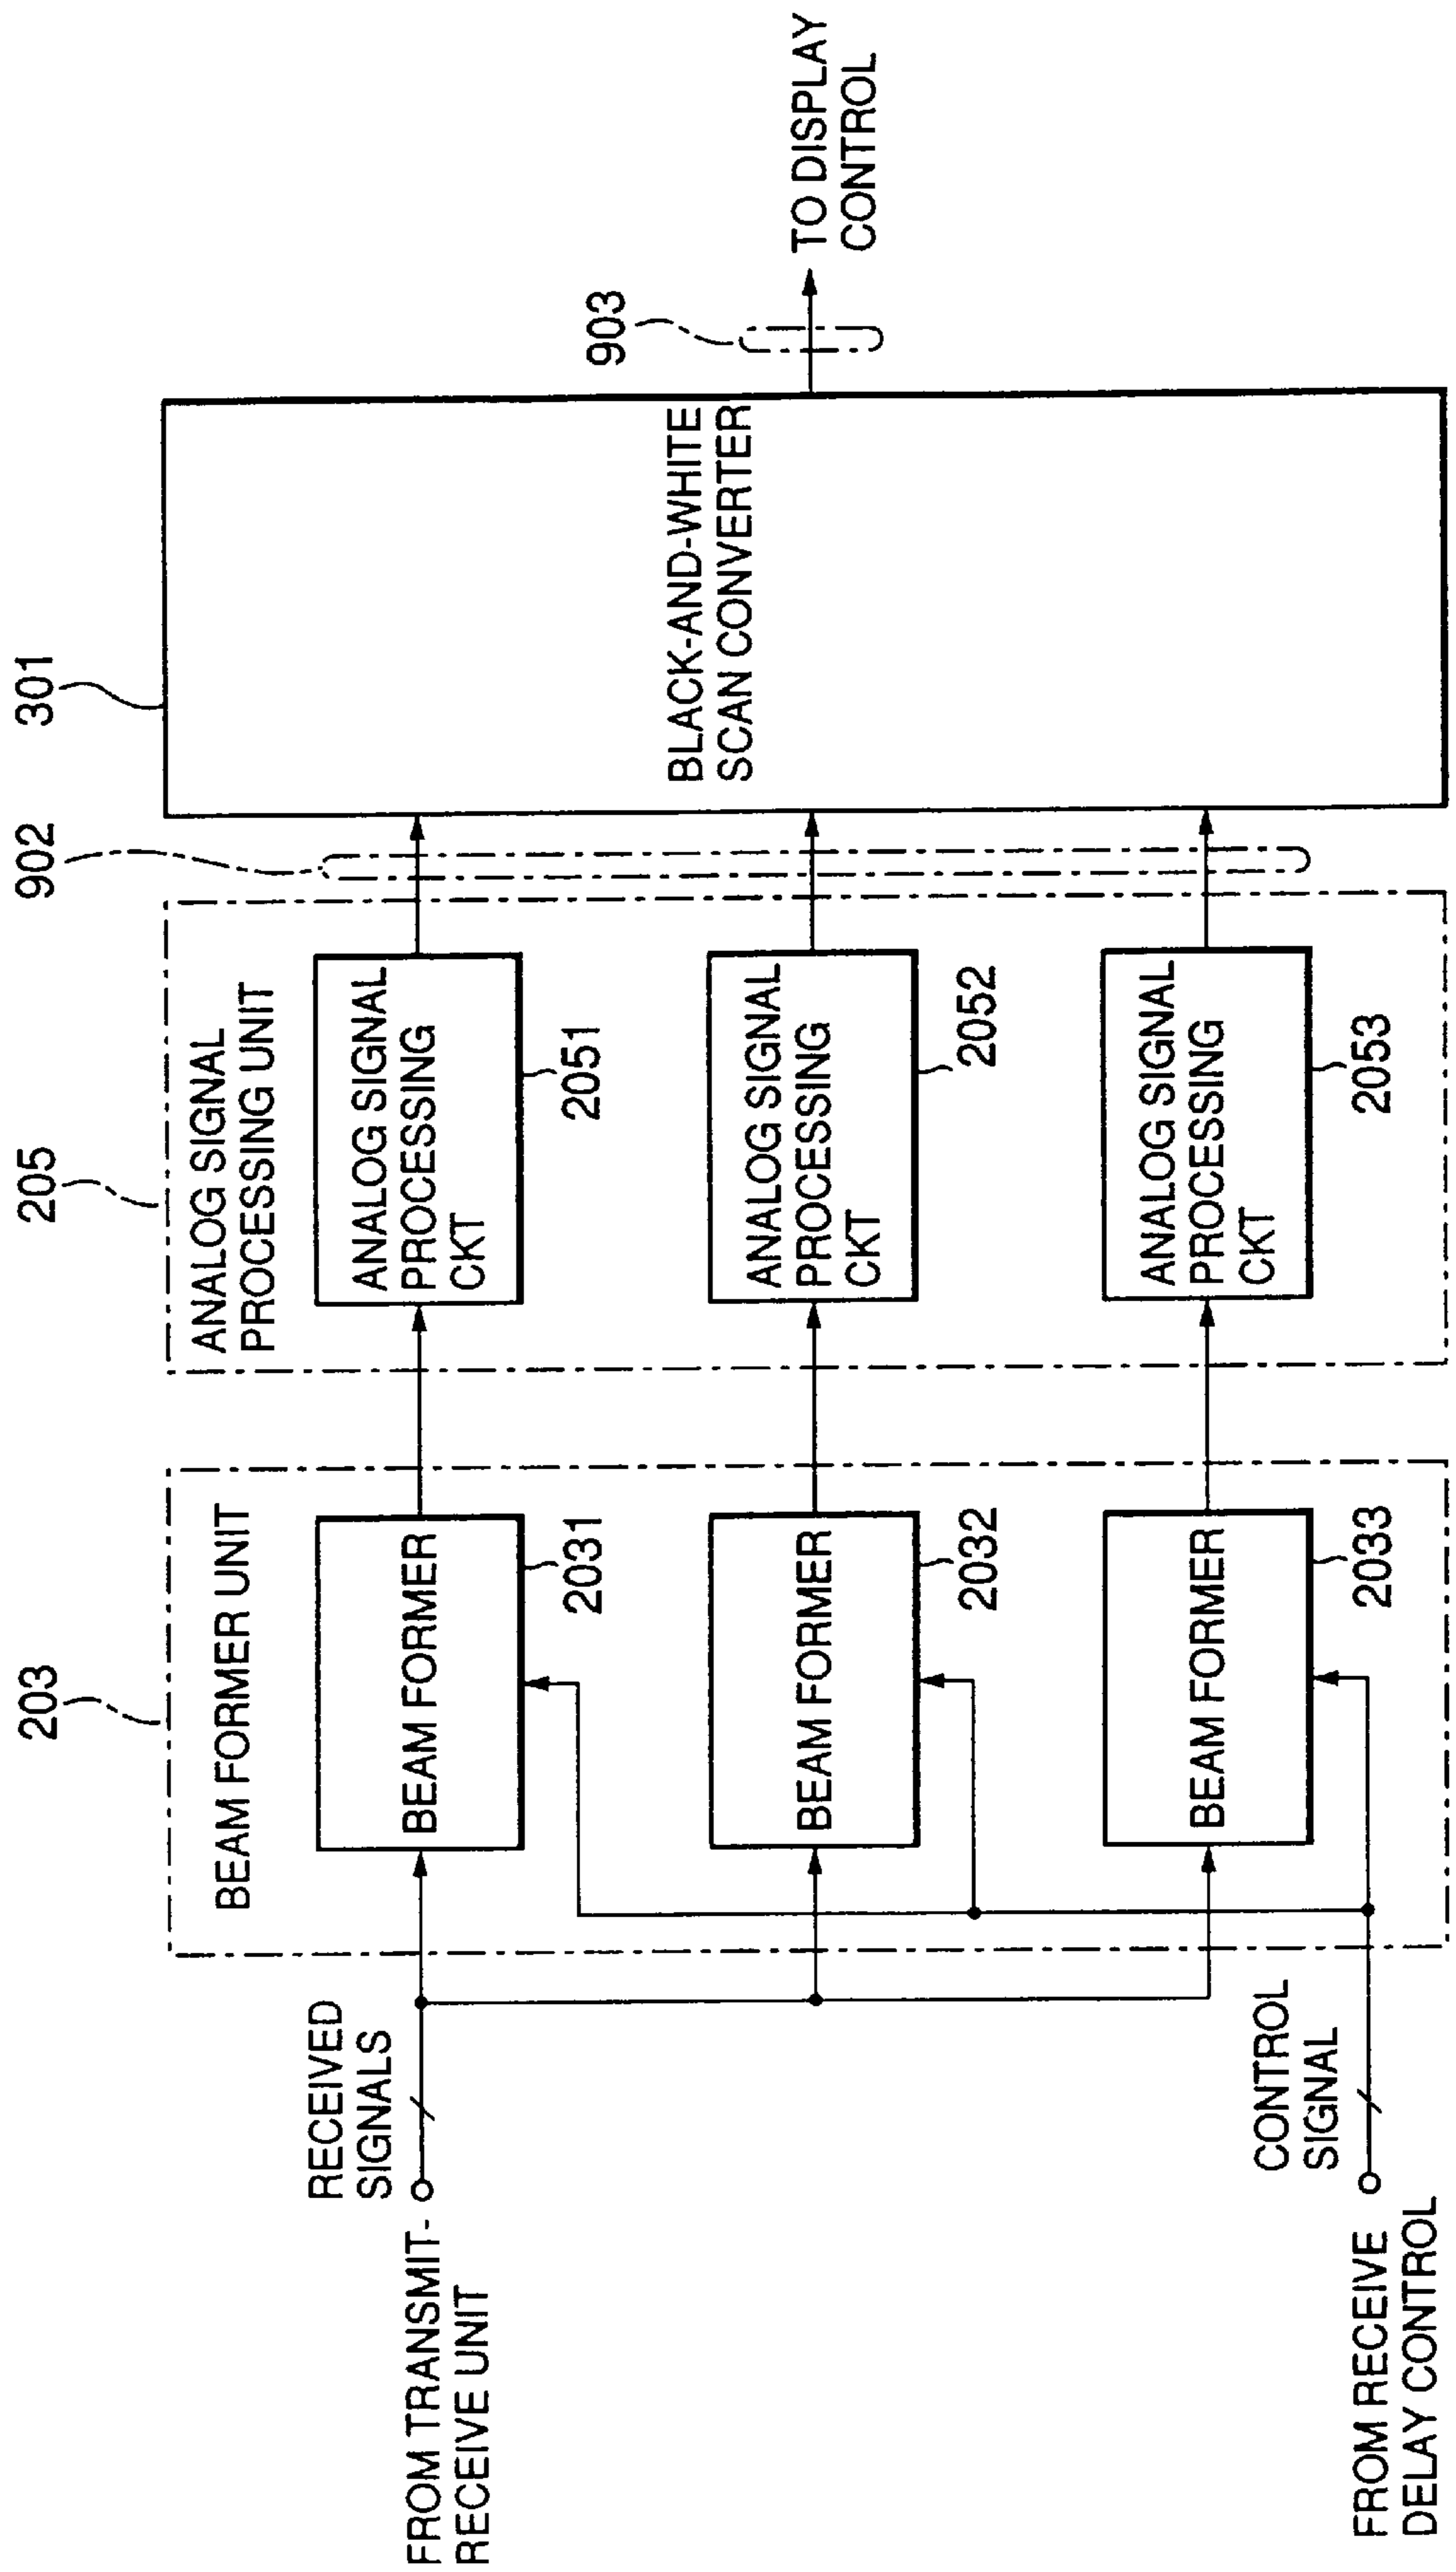 203
205
902
301
BEAM FORMER UNIT
ANALOG SIGNAL
PROCESSING UNIT
903
RECEIVED
SIGNALS
FROM TRANSMIT-
RECEIVE UNIT
BEAM FORMER
2031
ANALOG SIGNAL
PROCESSING
CKT
2051
BLACK-AND-WHITE
SCAN CONVERTER
TO DISPLAY
CONTROL
BEAM FORMER
2032
ANALOG SIGNAL
PROCESSING
CKT
2052
BEAM FORMER
2033
ANALOG SIGNAL
PROCESSING
CKT
2053
CONTROL
SIGNAL
FROM RECEIVE
DELAY CONTROL